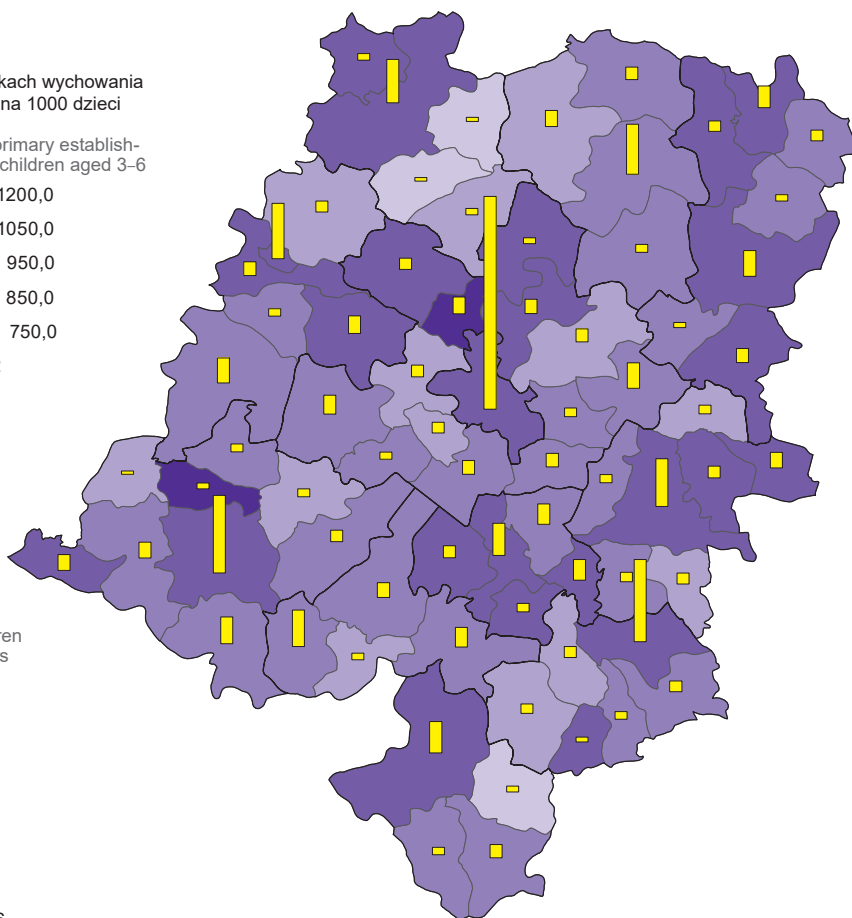 kach wychowania
na 1000 dzieci
primary establish-
children aged 3–6
1200,0
1050,0
950,0
850,0
750,0
ren
s
s